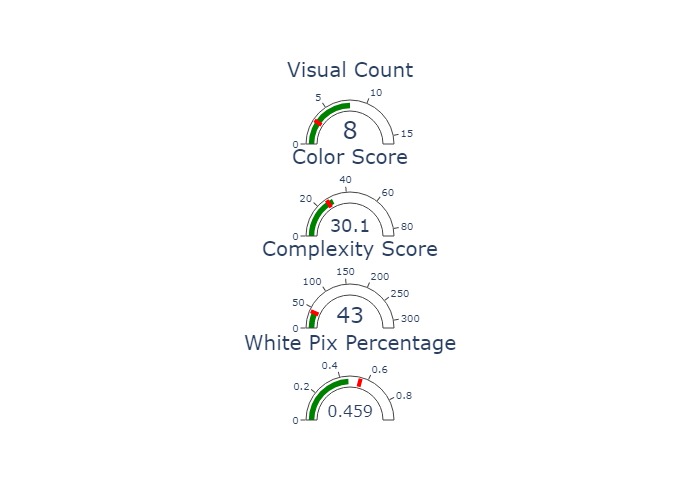 Visual Count
0 5 10 15
8
Color Score
0 20 40 60 80
30.1
Complexity Score
0 50 100 150 200 250 300
43
White Pix Percentage
0 0.2 0.4 0.6 0.8
0.459